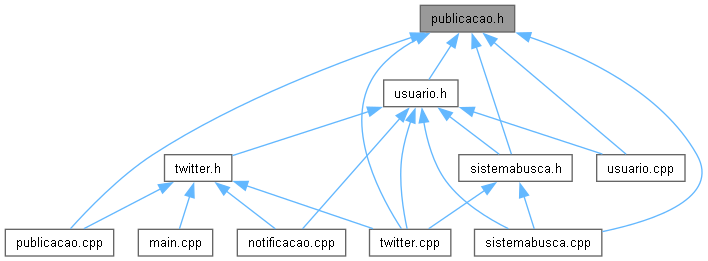 publicacao.h
usuario.h
twitter.h
sistemabusca.h
usuario.cpp
publicacao.cpp
main.cpp
notificacao.cpp
twitter.cpp
sistemabusca.cpp